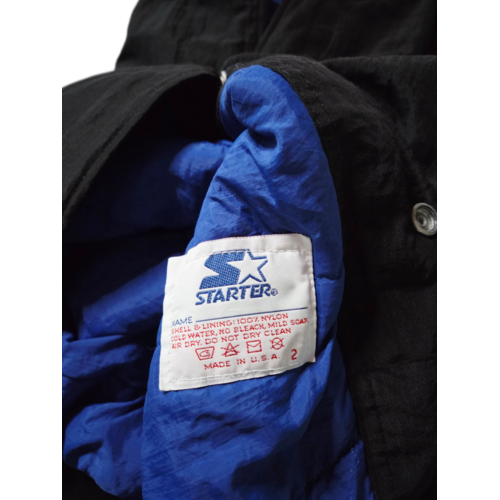 STARTER®
NAME
SHELL & LINING: 100% NYLON
COLD WATER, NO BLEACH, MILD SOAP
AIR DRY. DO NOT DRY CLEAN
MADE IN U.S.A. 2